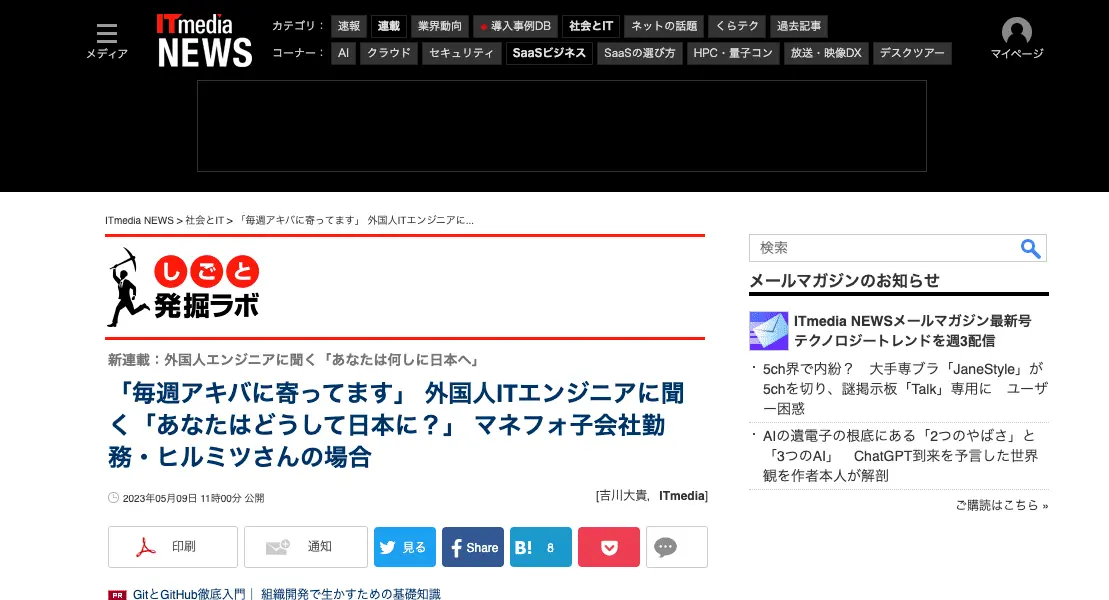 メディア
ITmedia NEWS
カテゴリ： 速報 連載 業界動向 導入事例DB 社会とIT ネットの話題 くらテク 過去記事
コーナー： AI クラウド セキュリティ SaaSビジネス SaaSの選び方 HPC・量子コン 放送・映像DX デスクツアー
マイページ
ITmedia NEWS > 社会とIT > 「毎週アキバに寄ってます」 外国人ITエンジニアに...
しごと
発掘ラボ
新連載：外国人エンジニアに聞く「あなたは何しに日本へ」
「毎週アキバに寄ってます」 外国人ITエンジニアに聞
く「あなたはどうして日本に？」 マネフォ子会社勤
務・ヒルミツさんの場合
2023年05月09日 11時00分 公開
[吉川大貴，ITmedia]
印刷 通知 見る Share B! 8
PR GitとGitHub徹底入門｜ 組織開発で生かすための基礎知識
検索
メールマガジンのお知らせ
ITmedia NEWSメールマガジン最新号
テクノロジートレンドを週3配信
・5ch界で内紛？　大手専ブラ「JaneStyle」が
5chを切り、謎掲示板「Talk」専用に　ユーザ
ー困惑
・AIの遺電子の根底にある「2つのやばさ」と
「3つのAI」　ChatGPT到来を予言した世界
観を作者本人が解剖
ご購読はこちら »